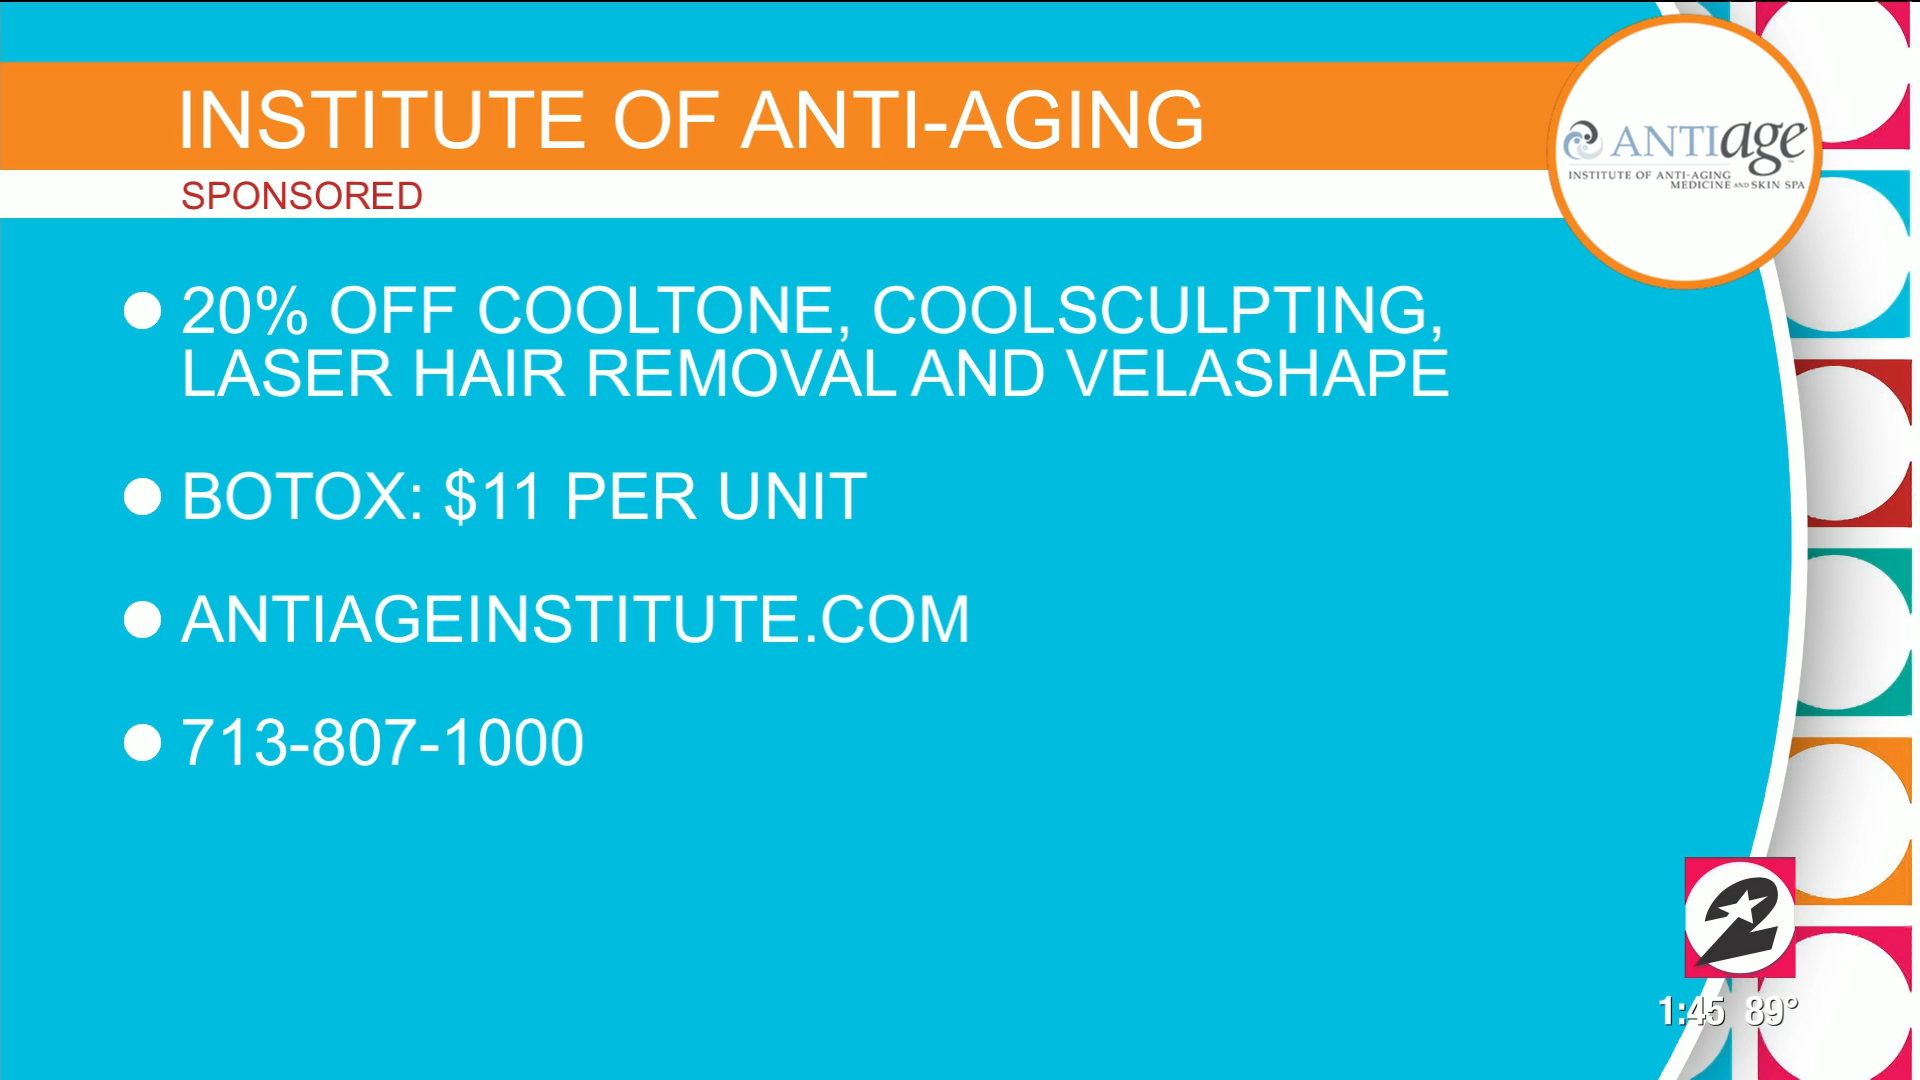 INSTITUTE OF ANTI-AGING
ANTIage
INSTITUTE OF ANTI-AGING
MEDICINE AND SKIN SPA
SPONSORED
20% OFF COOLTONE, COOLSCULPTING,
LASER HAIR REMOVAL AND VELASHAPE
BOTOX: $11 PER UNIT
ANTIAGEINSTITUTE.COM
713-807-1000
2
1:45 89°